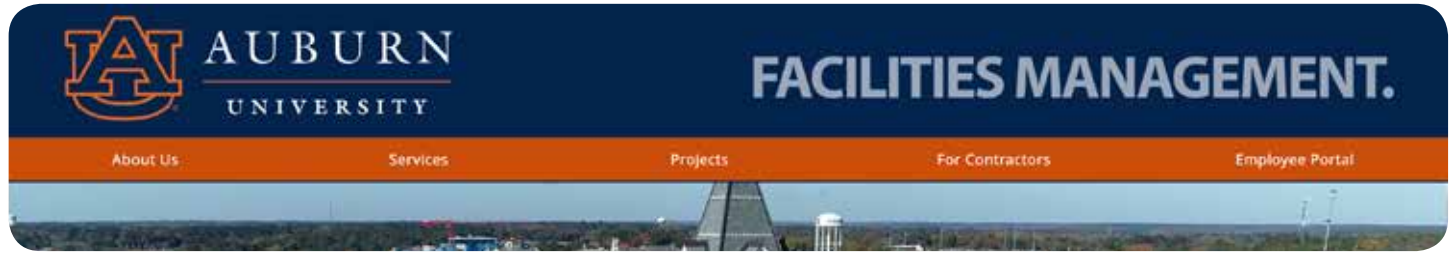 AUBURN
UNIVERSITY
FACILITIES MANAGEMENT.
About Us Services Projects For Contractors Employee Portal